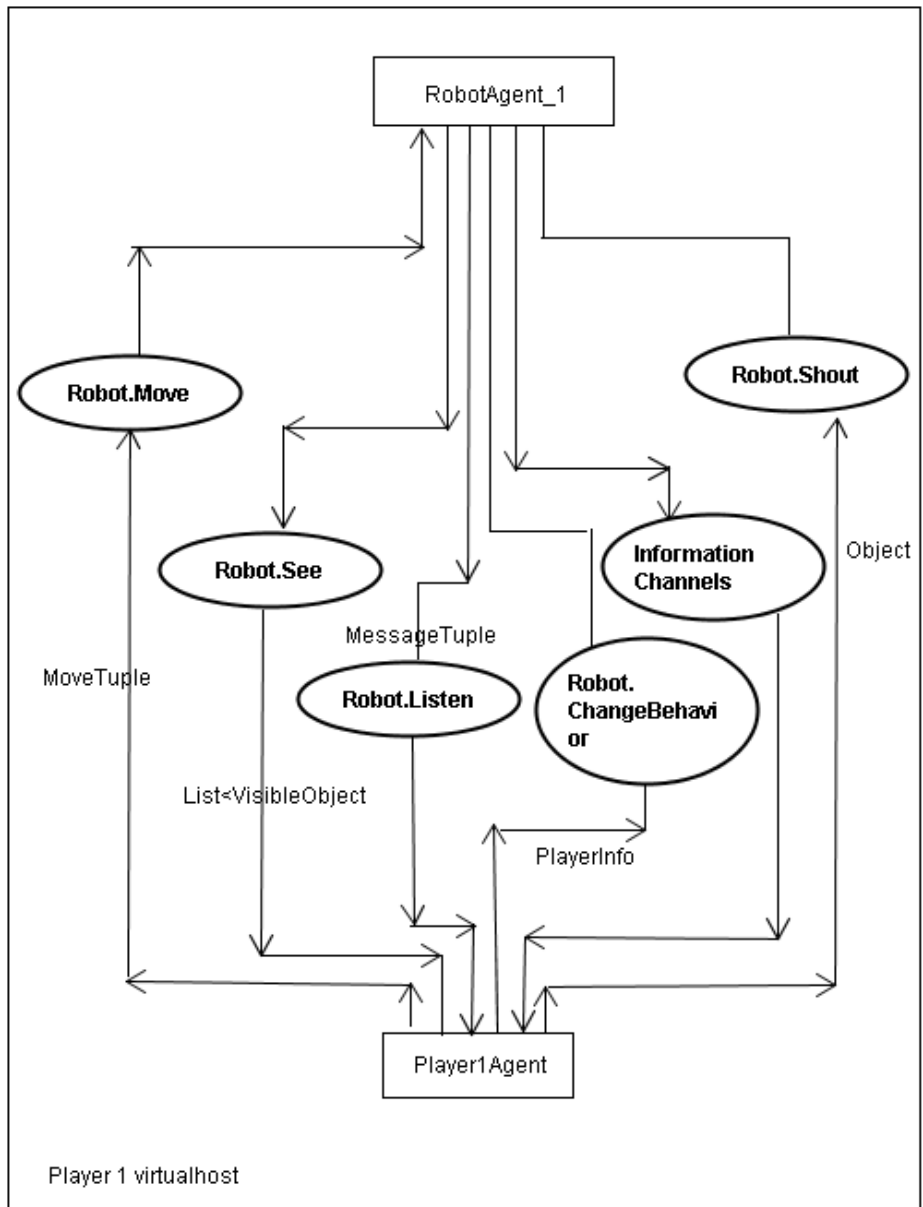 RobotAgent_1
Robot.Move
Robot.Shout
Robot.See
Information
Channels
Object
MessageTuple
MoveTuple
Robot.Listen
Robot.
ChangeBehavi
or
List<VisibleObject
PlayerInfo
Player1Agent
Player 1 virtualhost